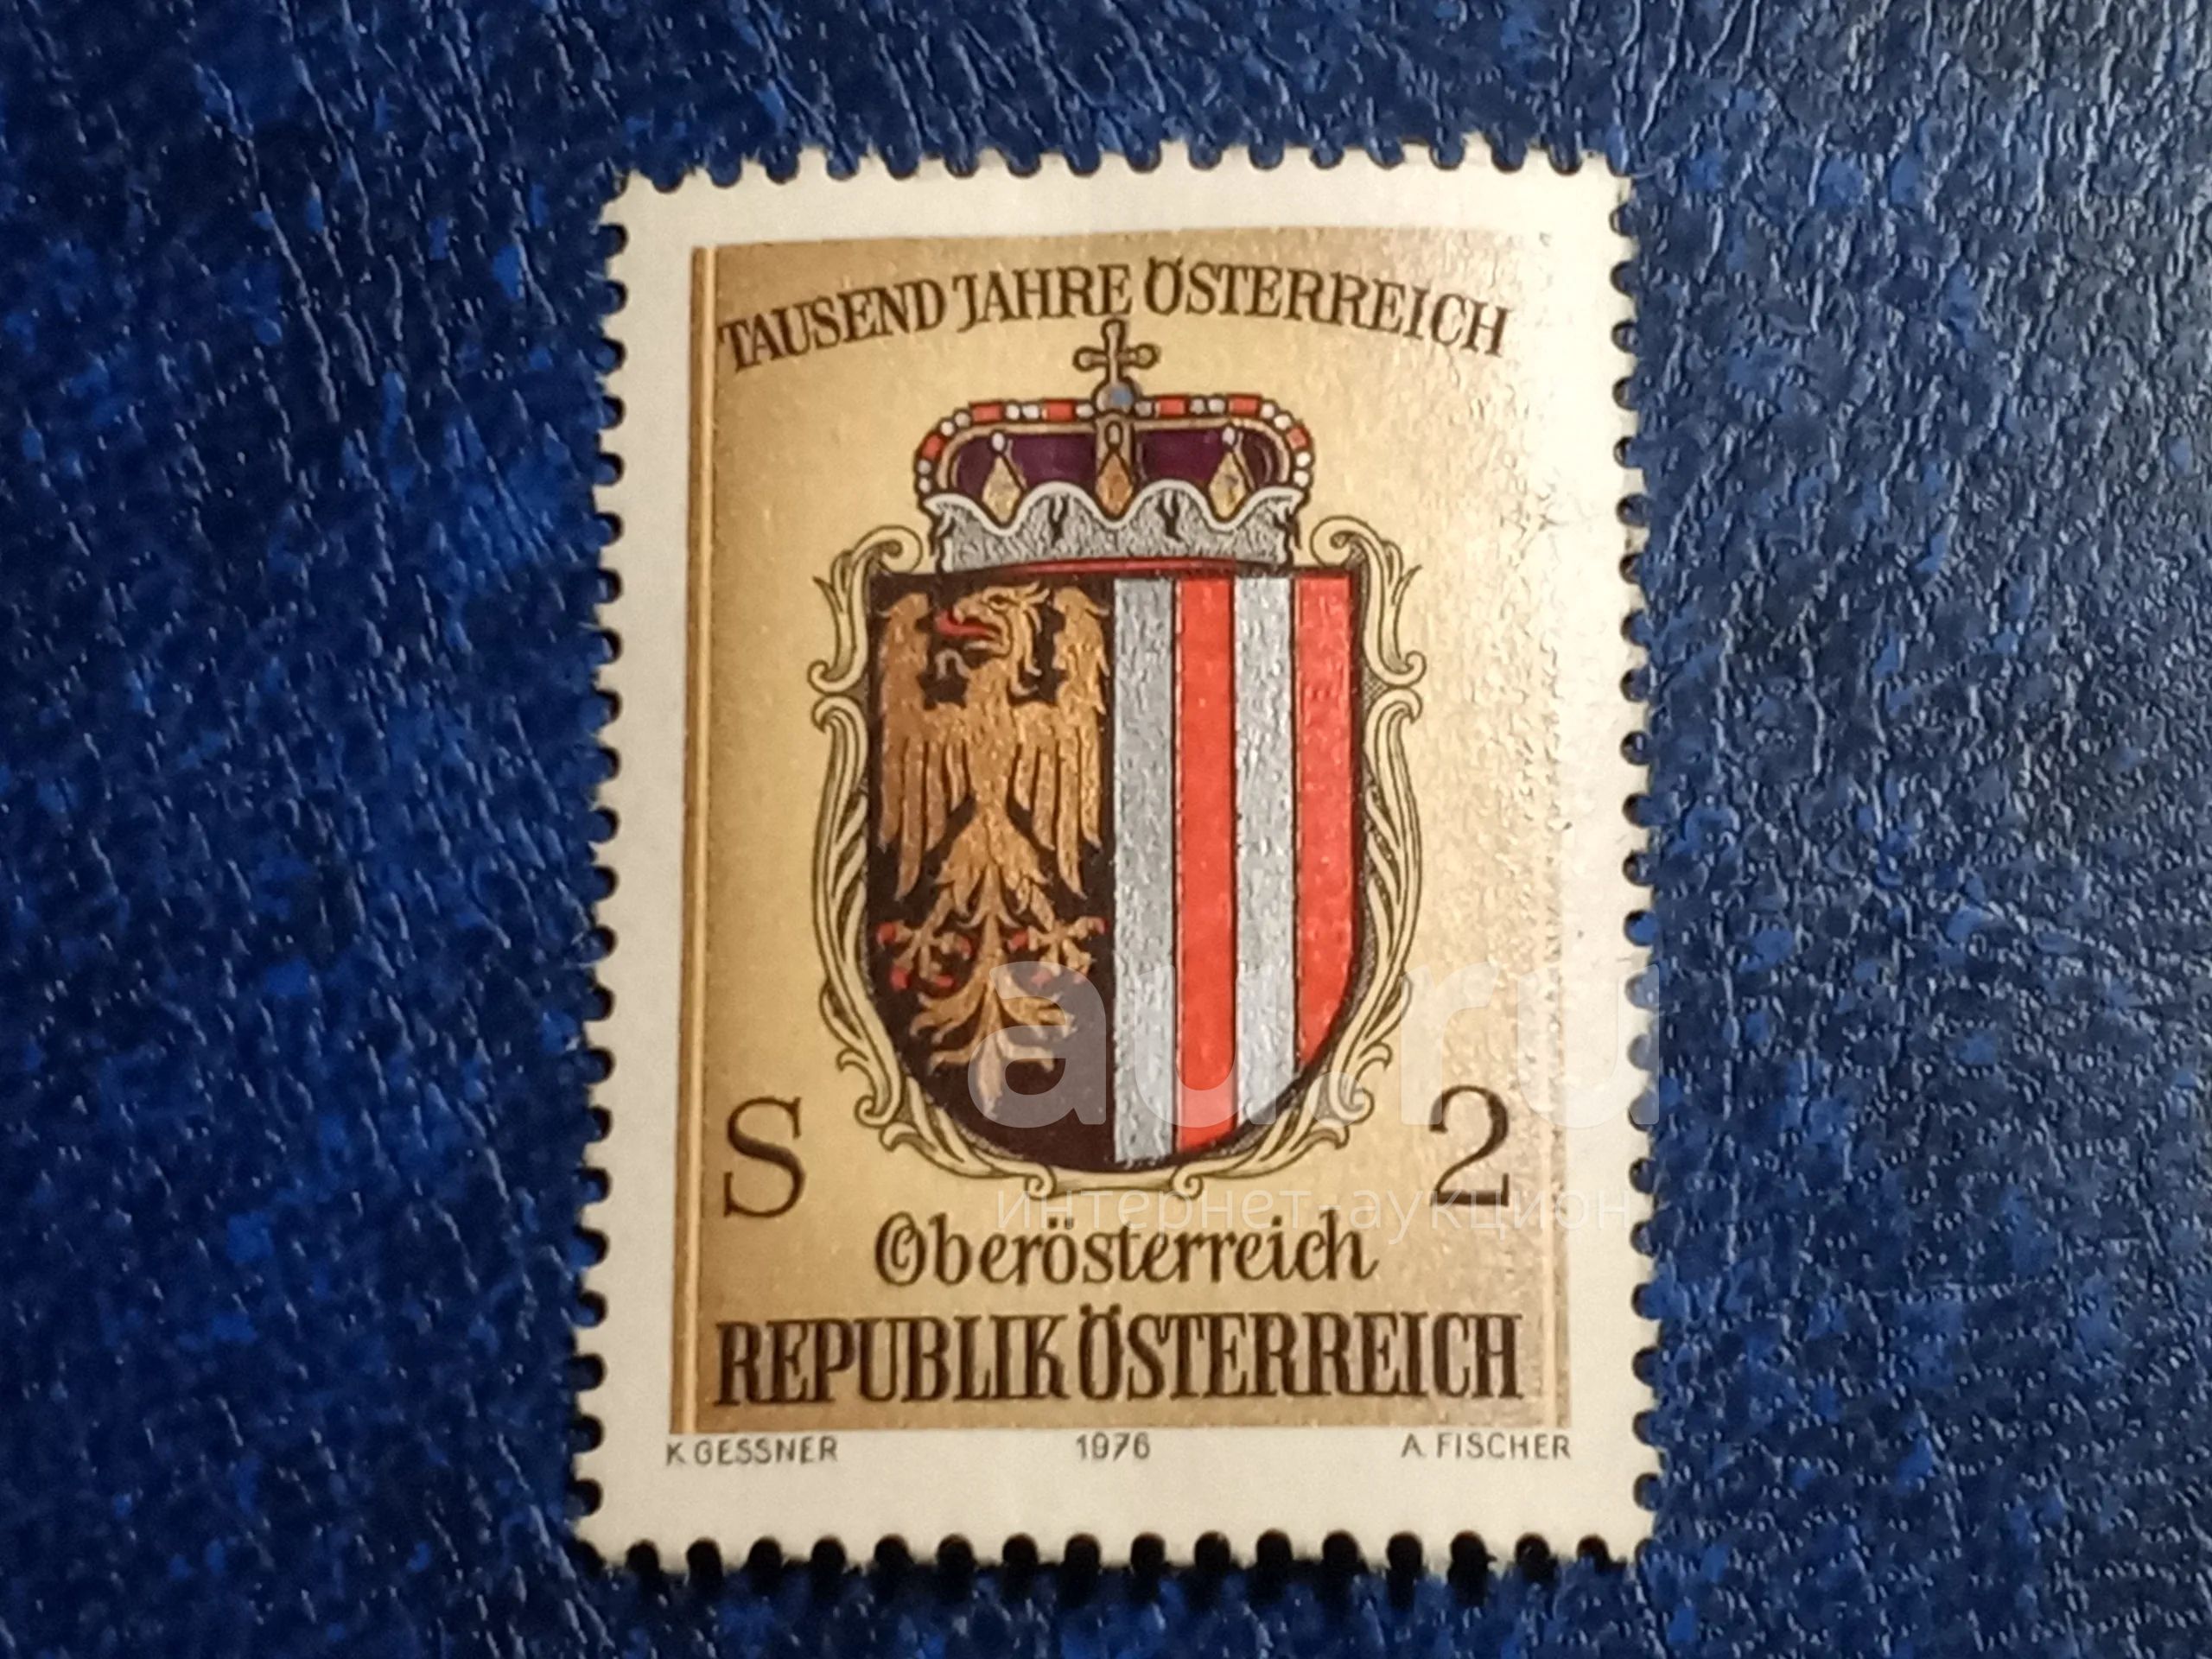 TAUSEND JAHRE ÖSTERREICH
S 2
Oberösterreich
REPUBLIK ÖSTERREICH
K GESSNER 1976 A. FISCHER
au.ru
интернет аукцион